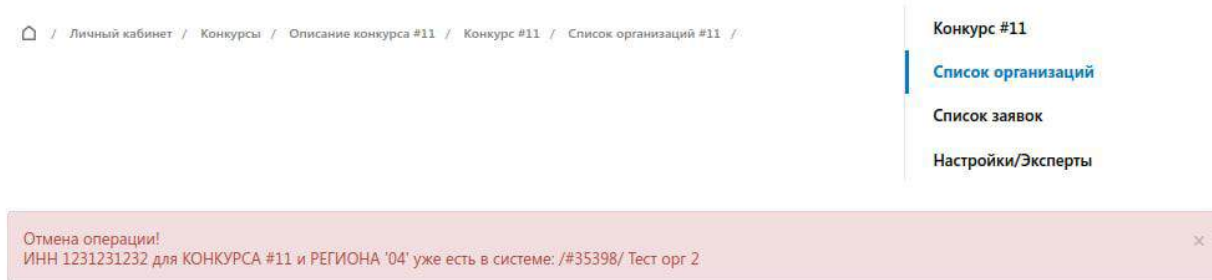 / Личный кабинет / Конкурсы / Описание конкурса #11 / Конкурс #11 / Список организаций #11 /
Конкурс #11
Список организаций
Список заявок
Настройки/Эксперты
Отмена операции!
ИНН 1231231232 для КОНКУРСА #11 и РЕГИОНА '04' уже есть в системе: /#35398/ Тест орг 2